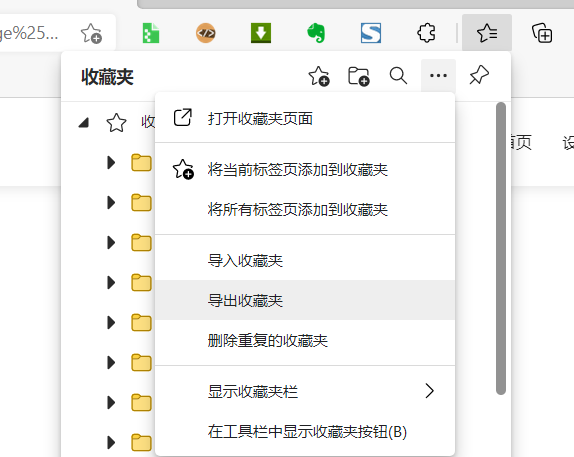 ge%25...
收藏夹
收
打开收藏夹页面
首页
将当前标签页添加到收藏夹
将所有标签页添加到收藏夹
导入收藏夹
导出收藏夹
删除重复的收藏夹
显示收藏夹栏
在工具栏中显示收藏夹按钮(B)